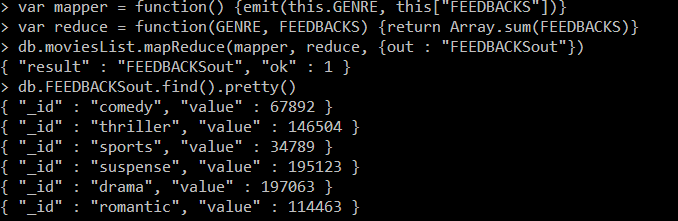 > var mapper = function() {emit(this.GENRE, this["FEEDBACKS"])}
> var reduce = function(GENRE, FEEDBACKS) {return Array.sum(FEEDBACKS)}
> db.moviesList.mapReduce(mapper, reduce, {out : "FEEDBACKSout"})
{ "result" : "FEEDBACKSout", "ok" : 1 }
> db.FEEDBACKSout.find().pretty()
{ "_id" : "comedy", "value" : 67892 }
{ "_id" : "thriller", "value" : 146504 }
{ "_id" : "sports", "value" : 34789 }
{ "_id" : "suspense", "value" : 195123 }
{ "_id" : "drama", "value" : 197063 }
{ "_id" : "romantic", "value" : 114463 }